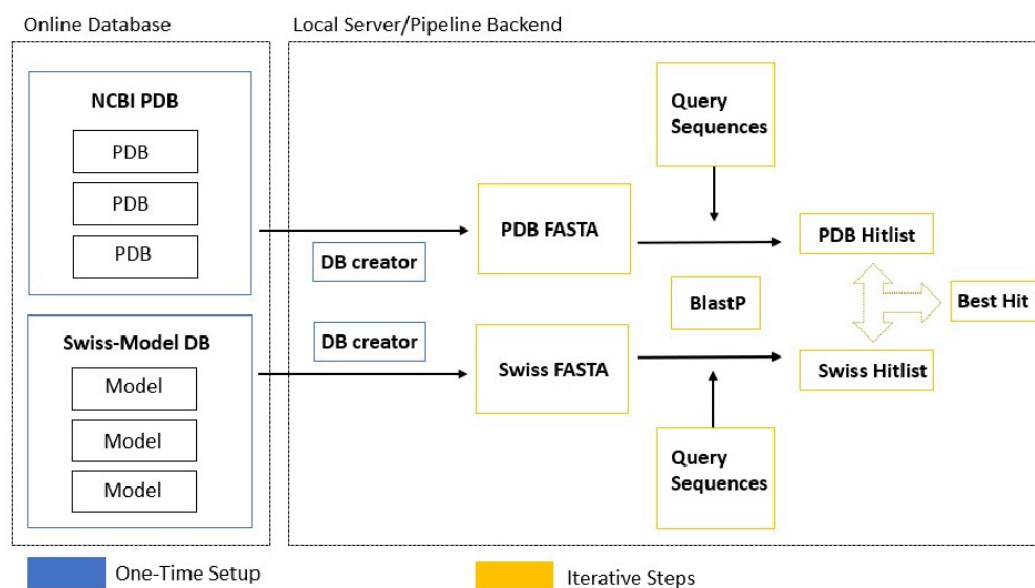 Online Database
Local Server/Pipeline Backend
NCBI PDB
PDB
PDB
PDB
Swiss-Model DB
Model
Model
Model
DB creator
DB creator
PDB FASTA
Swiss FASTA
Query
Sequences
BlastP
Query
Sequences
PDB Hitlist
Swiss Hitlist
Best Hit
One-Time Setup
Iterative Steps